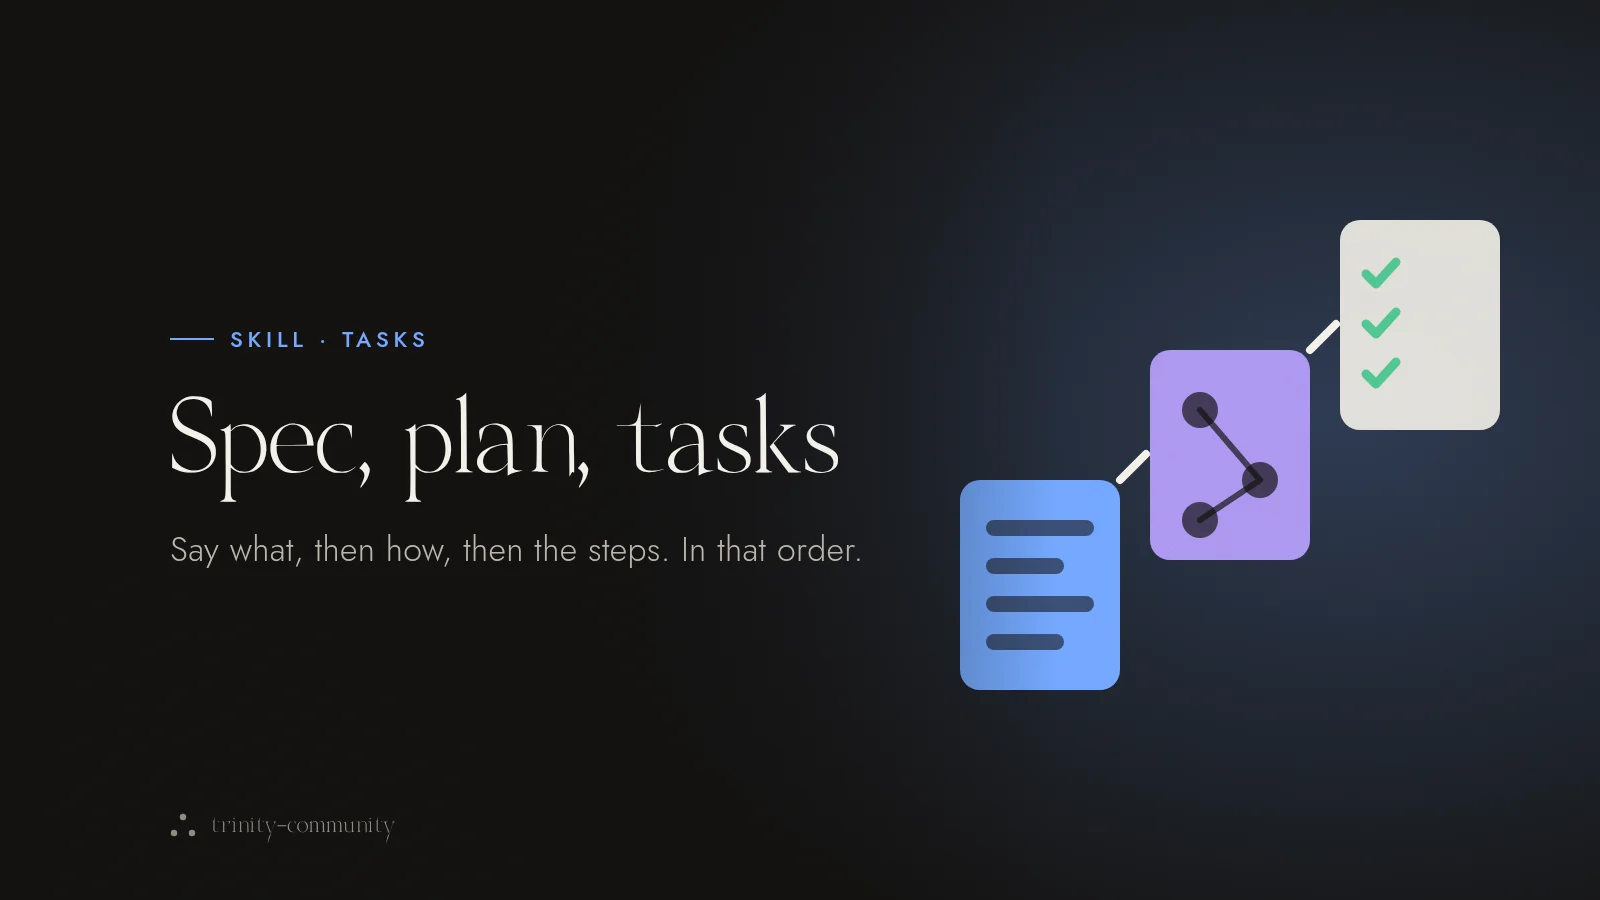 SKILL · TASKS
Spec, plan, tasks
Say what, then how, then the steps. In that order.
trinity-community